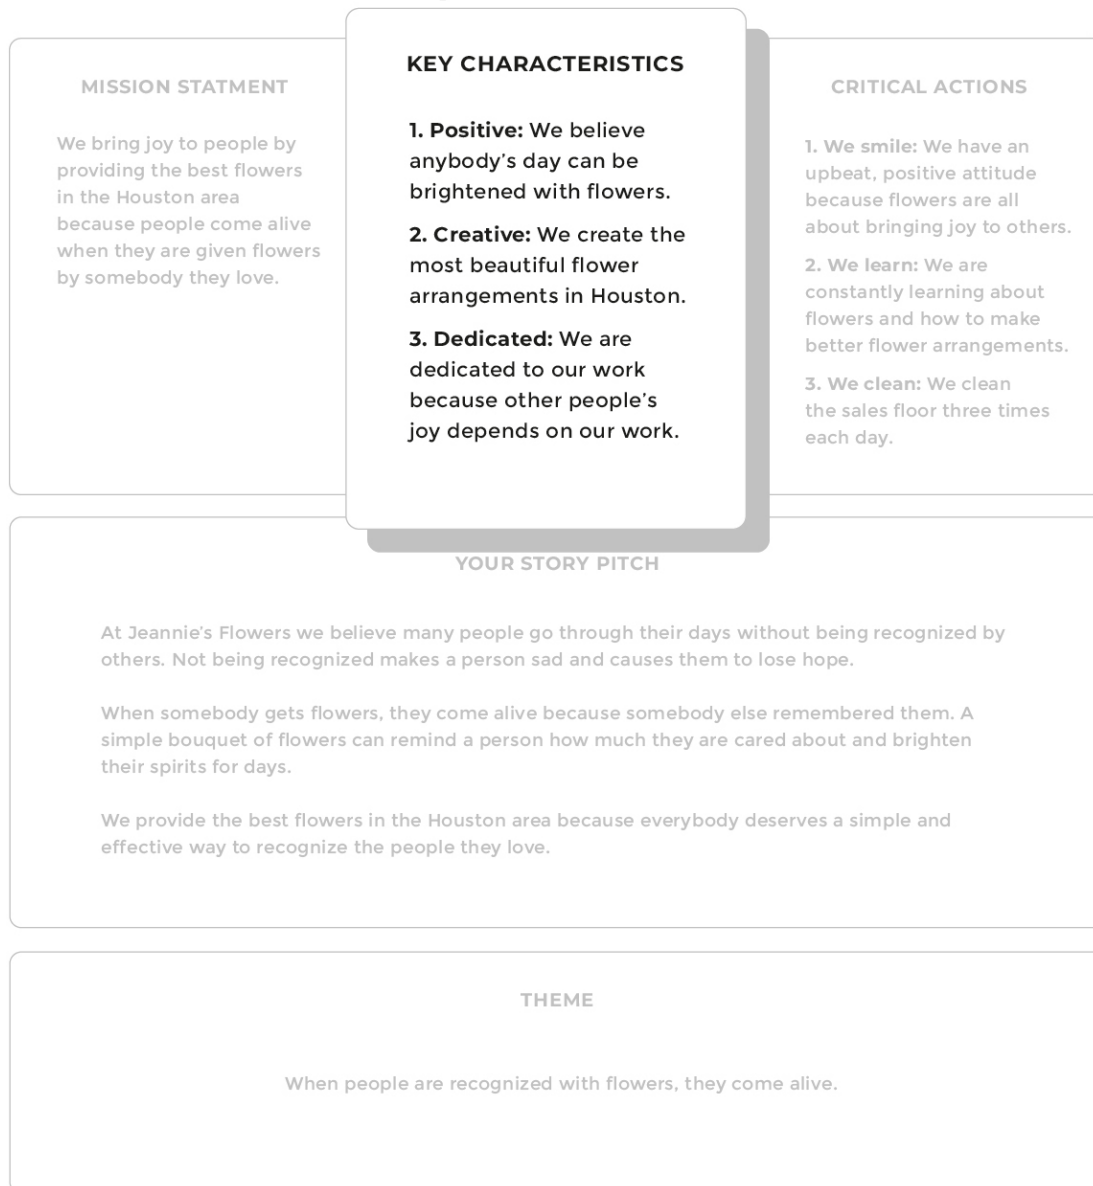 MISSION STATMENT
We bring joy to people by
providing the best flowers
in the Houston area
because people come alive
when they are given flowers
by somebody they love.
KEY CHARACTERISTICS
1. Positive: We believe
anybody’s day can be
brightened with flowers.
2. Creative: We create the
most beautiful flower
arrangements in Houston.
3. Dedicated: We are
dedicated to our work
because other people’s
joy depends on our work.
CRITICAL ACTIONS
1. We smile: We have an
upbeat, positive attitude
because flowers are all
about bringing joy to others.
2. We learn: We are
constantly learning about
flowers and how to make
better flower arrangements.
3. We clean: We clean
the sales floor three times
each day.
YOUR STORY PITCH
At Jeannie’s Flowers we believe many people go through their days without being recognized by
others. Not being recognized makes a person sad and causes them to lose hope.
When somebody gets flowers, they come alive because somebody else remembered them. A
simple bouquet of flowers can remind a person how much they are cared about and brighten
their spirits for days.
We provide the best flowers in the Houston area because everybody deserves a simple and
effective way to recognize the people they love.
THEME
When people are recognized with flowers, they come alive.